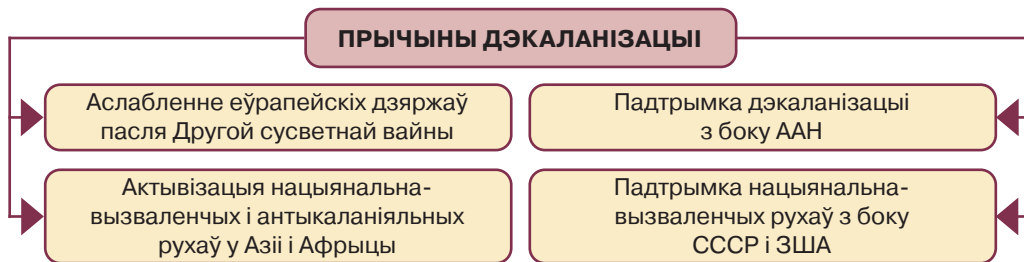 ПРЫЧЫНЫ ДЭКАЛАНІЗАЦЫІ
Аслабленне еўрапейскіх дзяржаў
пасля Другой сусветнай вайны
Падтрымка дэкаланізацыі
з боку ААН
Актывізацыя нацыянальна-
вызваленчых і антыкаланіяльных
рухаў у Азіі і Афрыцы
Падтрымка нацыянальна-
вызваленчых рухаў з боку
СССР і ЗША